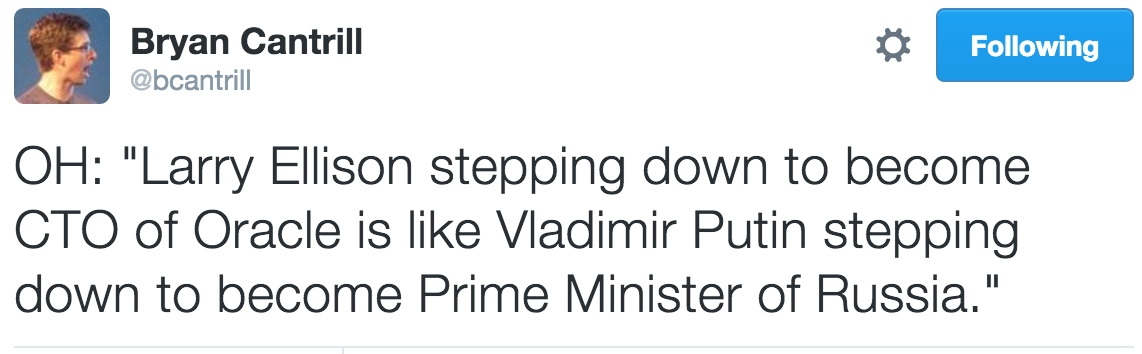 Bryan Cantrill
@bcantrill
Following
OH: "Larry Ellison stepping down to become
CTO of Oracle is like Vladimir Putin stepping
down to become Prime Minister of Russia."